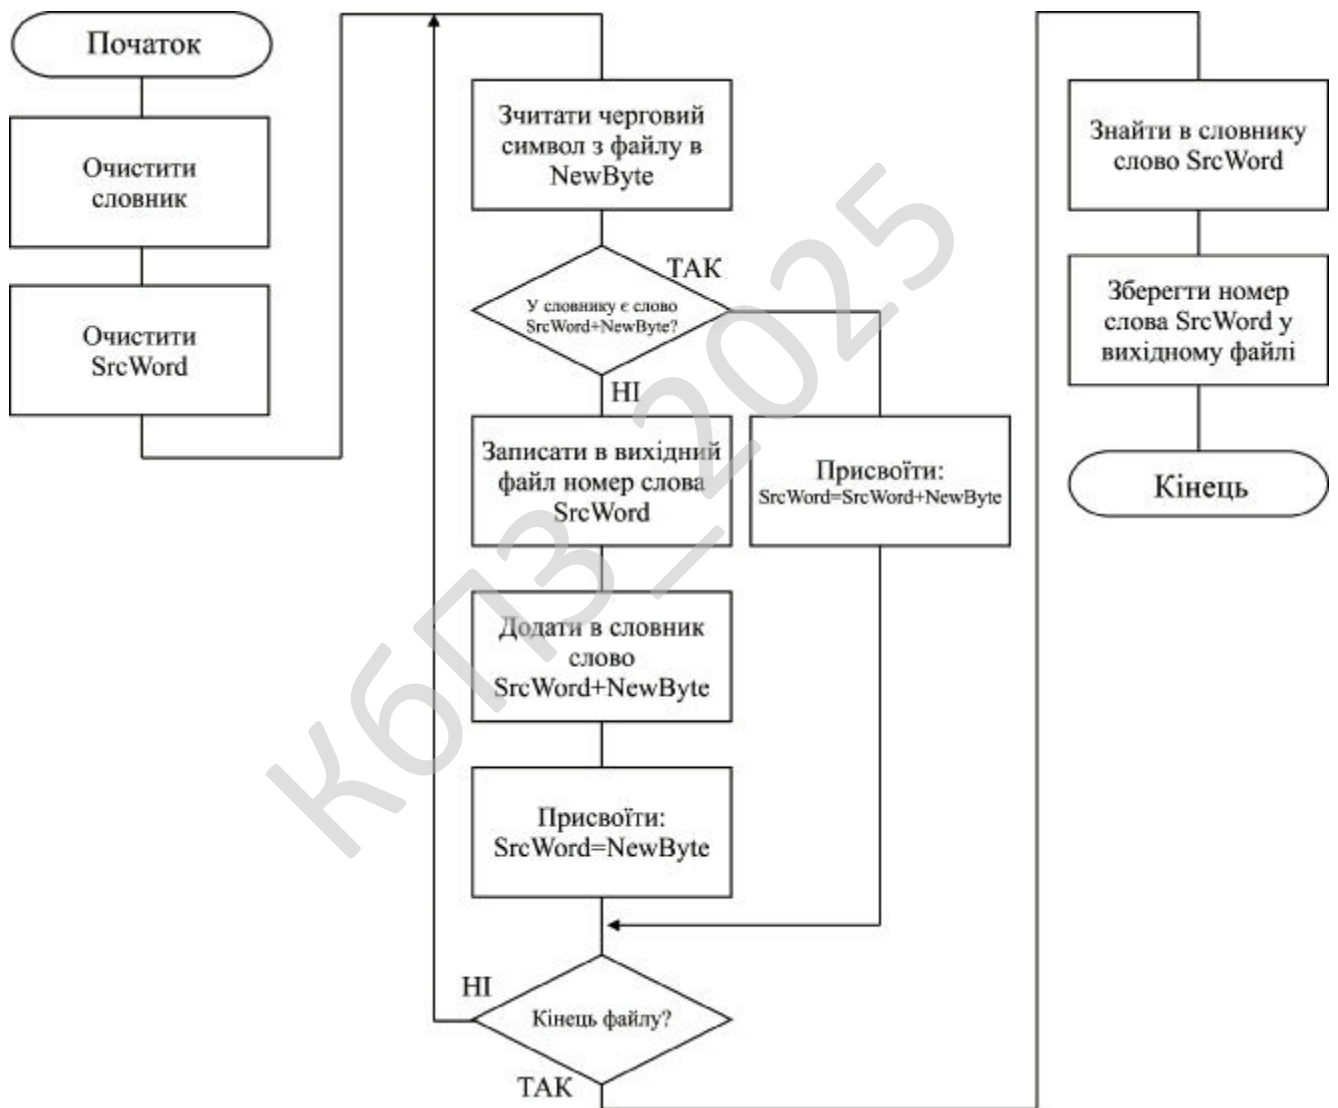 Початок
Очистити
словник
Очистити
SrcWord
Зчитати черговий
символ з файлу в
NewByte
ТАК
У словнику є слово
SrcWord+NewByte?
НІ
Записати в вихідний
файл номер слова
SrcWord
Присвоїти:
SrcWord=SrcWord+NewByte
Додати в словник
слово
SrcWord+NewByte
Присвоїти:
SrcWord=NewByte
НІ
Кінець файлу?
ТАК
Знайти в словнику
слово SrcWord
Зберегти номер
слова SrcWord у
вихідному файлі
Кінець
КбПЗ_2025